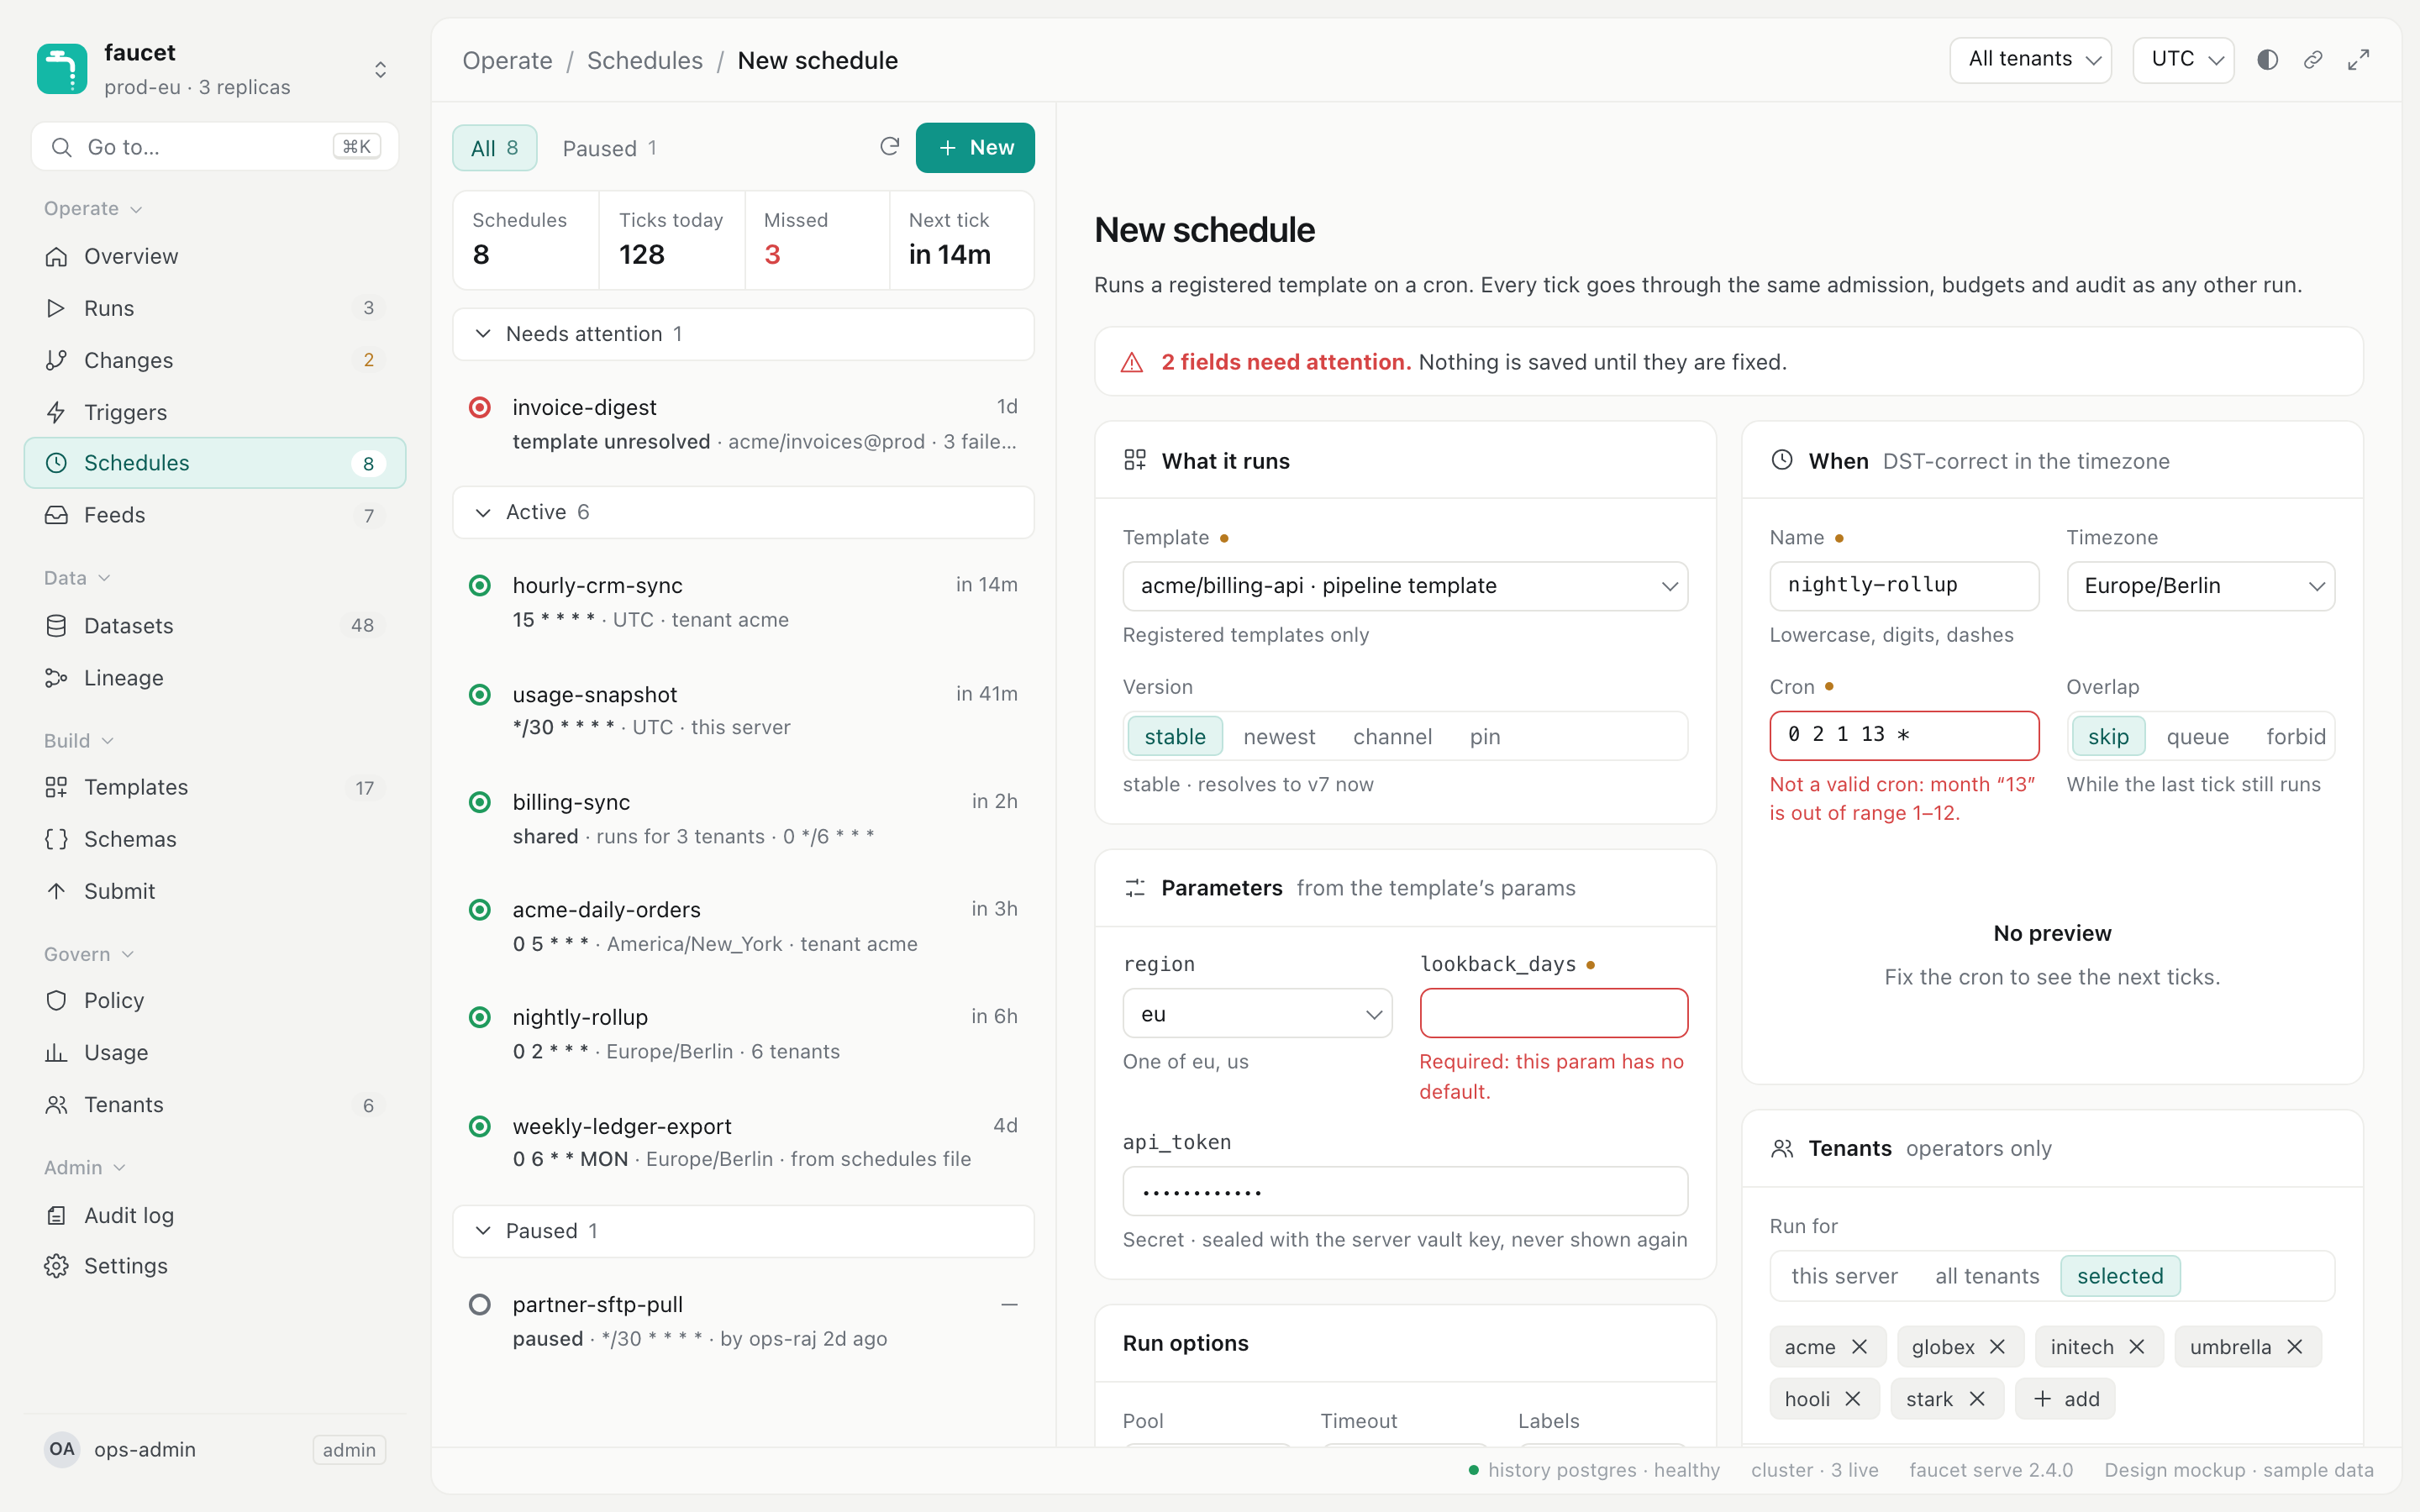 faucet
prod-eu · 3 replicas
Go to...
⌘K
Operate
Overview
Runs 3
Changes 2
Triggers
Schedules 8
Feeds 7
Data
Datasets 48
Lineage
Build
Templates 17
Schemas
Submit
Govern
Policy
Usage
Tenants 6
Admin
Audit log
Settings
OA ops-admin admin
Operate / Schedules / New schedule
All tenants
UTC
All 8
Paused 1
+ New
Schedules
8
Ticks today
128
Missed
3
Next tick
in 14m
Needs attention 1
invoice-digest 1d
template unresolved · acme/invoices@prod · 3 faile...
Active 6
hourly-crm-sync in 14m
15 * * * * · UTC · tenant acme
usage-snapshot in 41m
*/30 * * * * · UTC · this server
billing-sync in 2h
shared · runs for 3 tenants · 0 */6 * * *
acme-daily-orders in 3h
0 5 * * * · America/New_York · tenant acme
nightly-rollup in 6h
0 2 * * * · Europe/Berlin · 6 tenants
weekly-ledger-export 4d
0 6 * * MON · Europe/Berlin · from schedules file
Paused 1
partner-sftp-pull —
paused · */30 * * * * · by ops-raj 2d ago
New schedule
Runs a registered template on a cron. Every tick goes through the same admission, budgets and audit as any other run.
2 fields need attention. Nothing is saved until they are fixed.
What it runs
Template
acme/billing-api · pipeline template
Registered templates only
Version
stable newest channel pin
stable · resolves to v7 now
Parameters from the template’s params
region
eu
One of eu, us
lookback_days
Required: this param has no
default.
api_token
••••••••••••
Secret · sealed with the server vault key, never shown again
Run options
Pool Timeout Labels
When DST-correct in the timezone
Name
nightly-rollup
Lowercase, digits, dashes
Timezone
Europe/Berlin
Cron
0 2 1 13 *
Not a valid cron: month “13”
is out of range 1–12.
Overlap
skip queue forbid
While the last tick still runs
No preview
Fix the cron to see the next ticks.
Tenants operators only
Run for
this server all tenants selected
acme globex initech umbrella
hooli stark + add
history postgres · healthy cluster · 3 live faucet serve 2.4.0 Design mockup · sample data